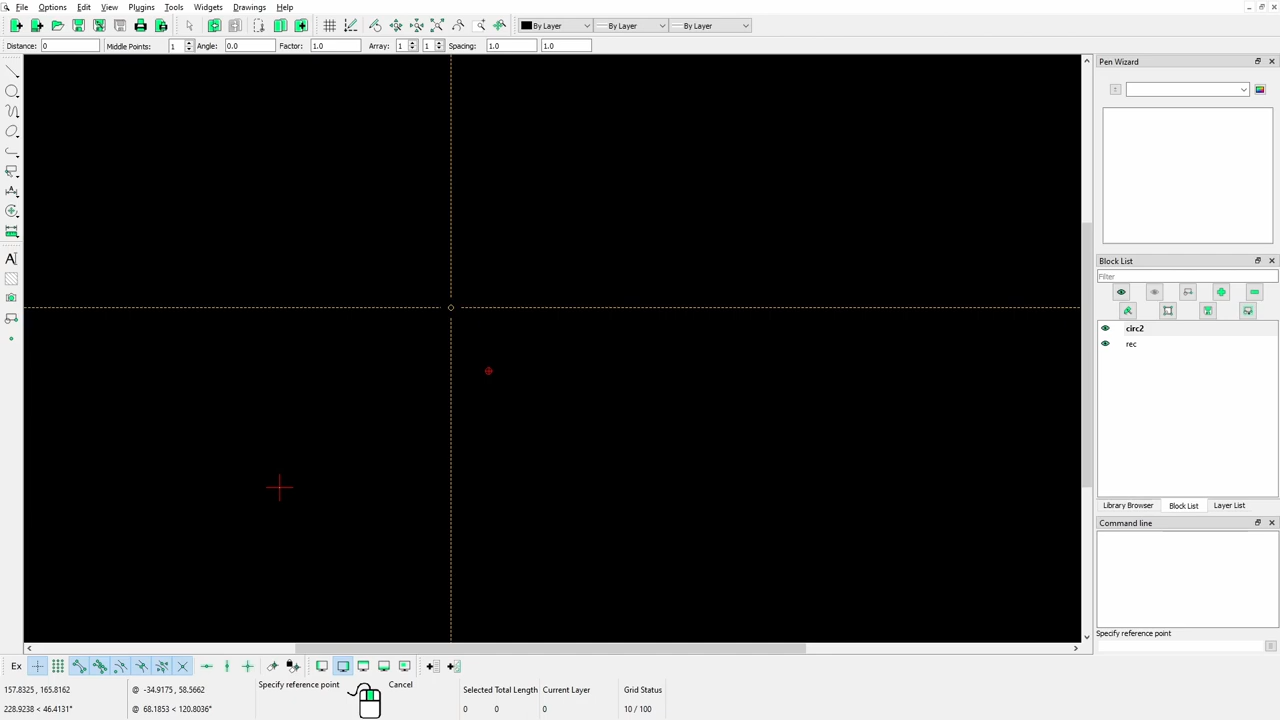 File Options Edit View Plugins Tools Widgets Drawings Help
By Layer By Layer By Layer
Distance: 0 Middle Points: 1 Angle: 0.0 Factor: 1.0 Array: 1 1 Spacing: 1.0 1.0
Pen Wizard
Block List
Filter
circ2
rec
Library Browser Block List Layer List
Command line
Specify reference point
Ex
157.8325 , 165.8162
228.9238 < 46.4131°
@ -34.9175 , 58.5662
@ 68.1853 < 120.8036°
Specify reference point
Cancel
Selected Total Length
0 0
Current Layer
0
Grid Status
10 / 100